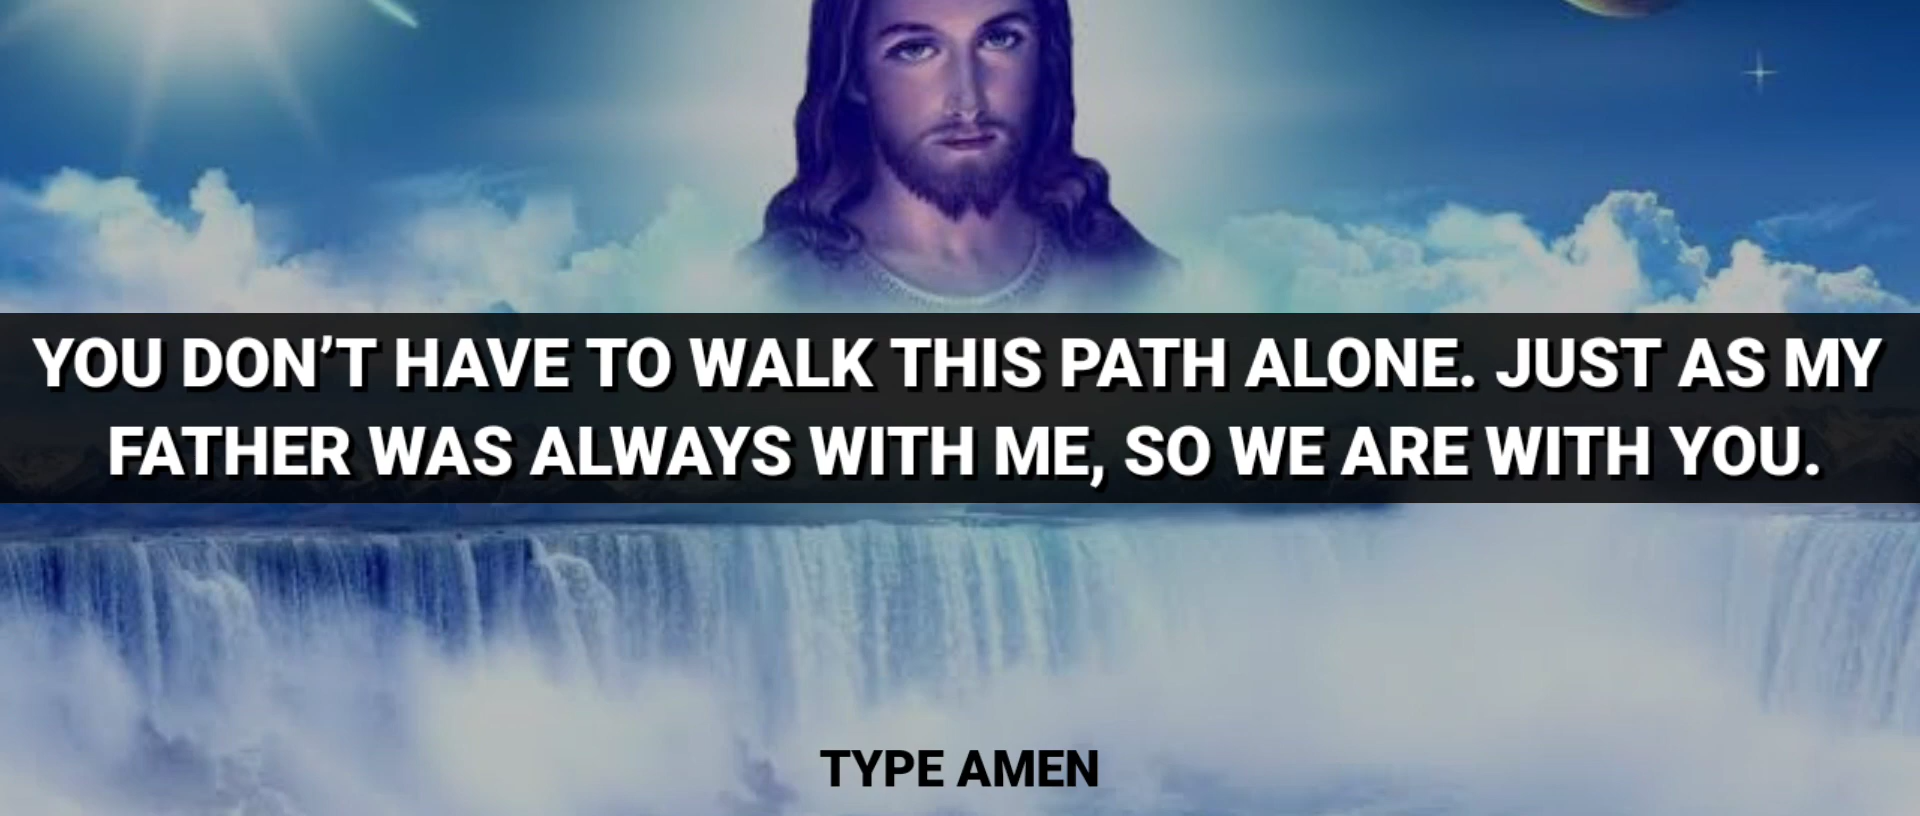 YOU DON’T HAVE TO WALK THIS PATH ALONE. JUST AS MY
FATHER WAS ALWAYS WITH ME, SO WE ARE WITH YOU.
TYPE AMEN